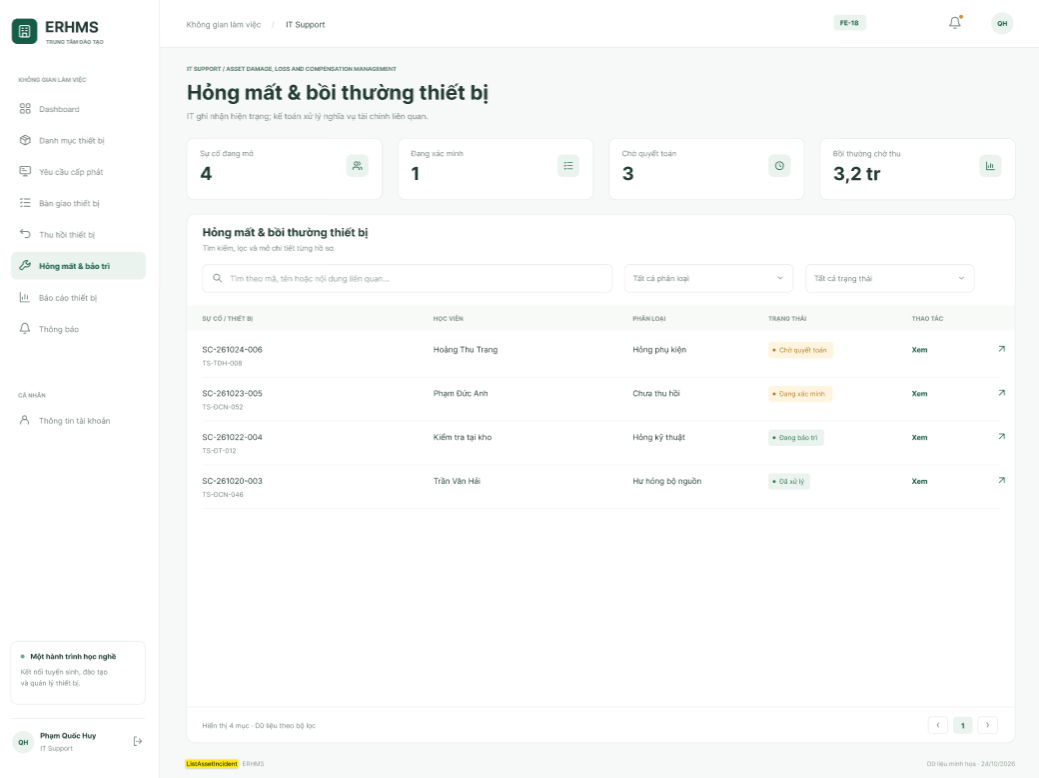 ERHMS
TRUNG TÂM ĐÀO TẠO
KHÔNG GIAN LÀM VIỆC
Dashboard
Danh mục thiết bị
Yêu cầu cấp phát
Bàn giao thiết bị
Thu hồi thiết bị
Hỏng mất & bảo trì
Báo cáo thiết bị
Thông báo
CÁ NHÂN
Thông tin tài khoản
Một hành trình học nghề
Kết nối tuyển sinh, đào tạo
và quản lý thiết bị.
QH
Phạm Quốc Huy
IT Support
Không gian làm việc / IT Support
FE-18
QH
IT SUPPORT / ASSET DAMAGE, LOSS AND COMPENSATION MANAGEMENT
Hỏng mất & bồi thường thiết bị
IT ghi nhận hiện trạng; kế toán xử lý nghĩa vụ tài chính liên quan.
Sự cố đang mở
4
Đang xác minh
1
Chờ quyết toán
3
Bồi thường chờ thu
3,2 tr
Hỏng mất & bồi thường thiết bị
Tìm kiếm, lọc và mở chi tiết từng hồ sơ.
Tìm theo mã, tên hoặc nội dung liên quan...
Tất cả phân loại
Tất cả trạng thái
SỰ CỐ / THIẾT BỊ HỌC VIÊN PHÂN LOẠI TRẠNG THÁI THAO TÁC
SC-261024-006 Hoàng Thu Trang Hỏng phụ kiện • Chờ quyết toán Xem
TS-TDH-008
SC-261023-005 Phạm Đức Anh Chưa thu hồi • Đang xác minh Xem
TS-ĐCN-052
SC-261022-004 Kiểm tra tại kho Hỏng kỹ thuật • Đang bảo trì Xem
TS-ĐT-012
SC-261020-003 Trần Văn Hải Hư hỏng bộ nguồn • Đã xử lý Xem
TS-ĐCN-046
Hiển thị 4 mục · Dữ liệu theo bộ lọc
1
ListAssetIncident · ERHMS
Dữ liệu minh họa · 24/10/2026